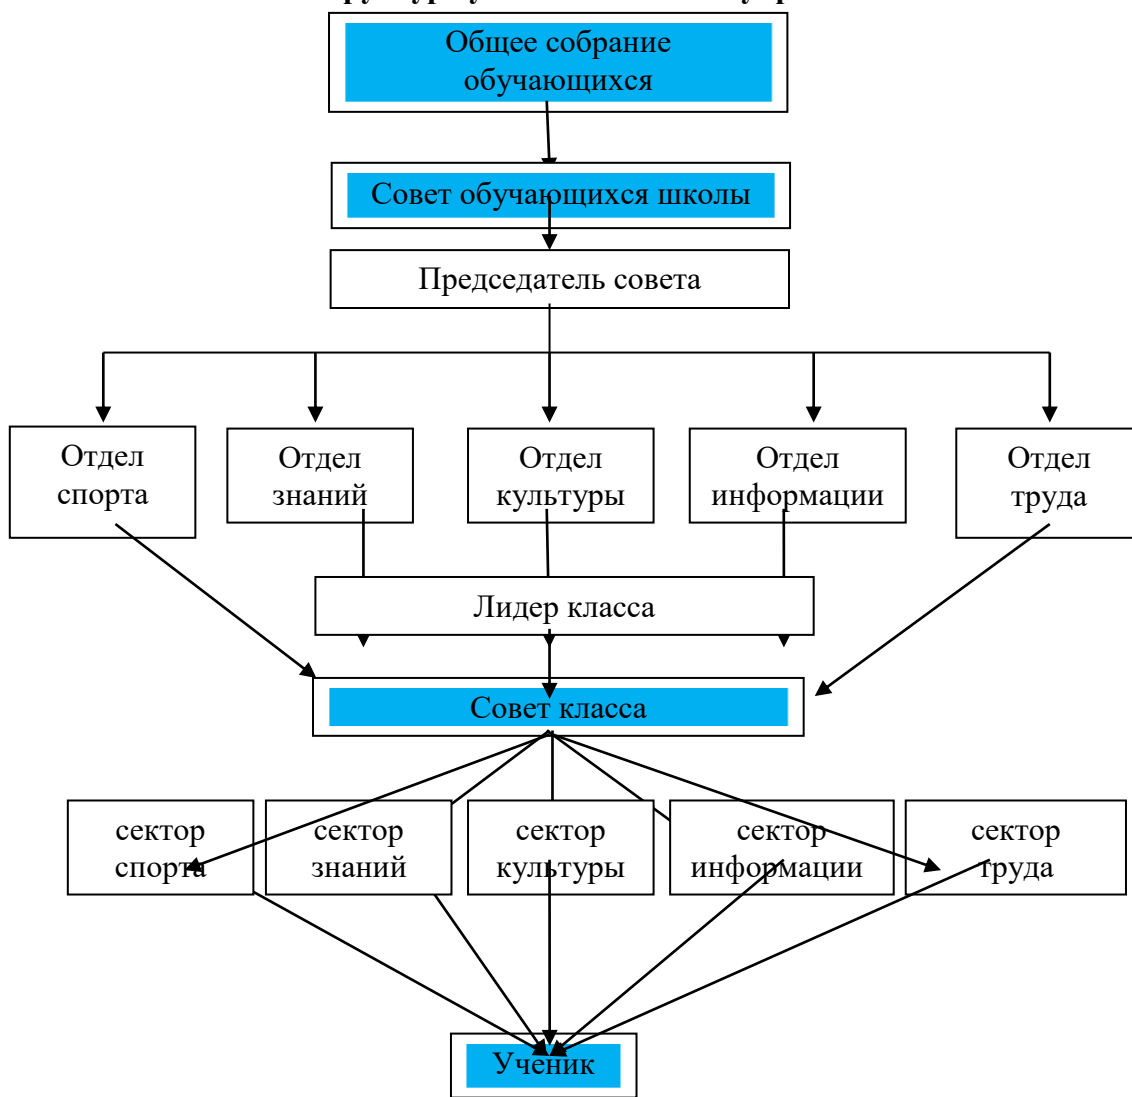 Общее собрание
обучающихся
Совет обучающихся школы
Председатель совета
Отдел
спорта
Отдел
знаний
Отдел
культуры
Отдел
информации
Отдел
труда
Лидер класса
Совет класса
сектор
спорта
сектор
знаний
сектор
культуры
сектор
информации
сектор
труда
Ученик